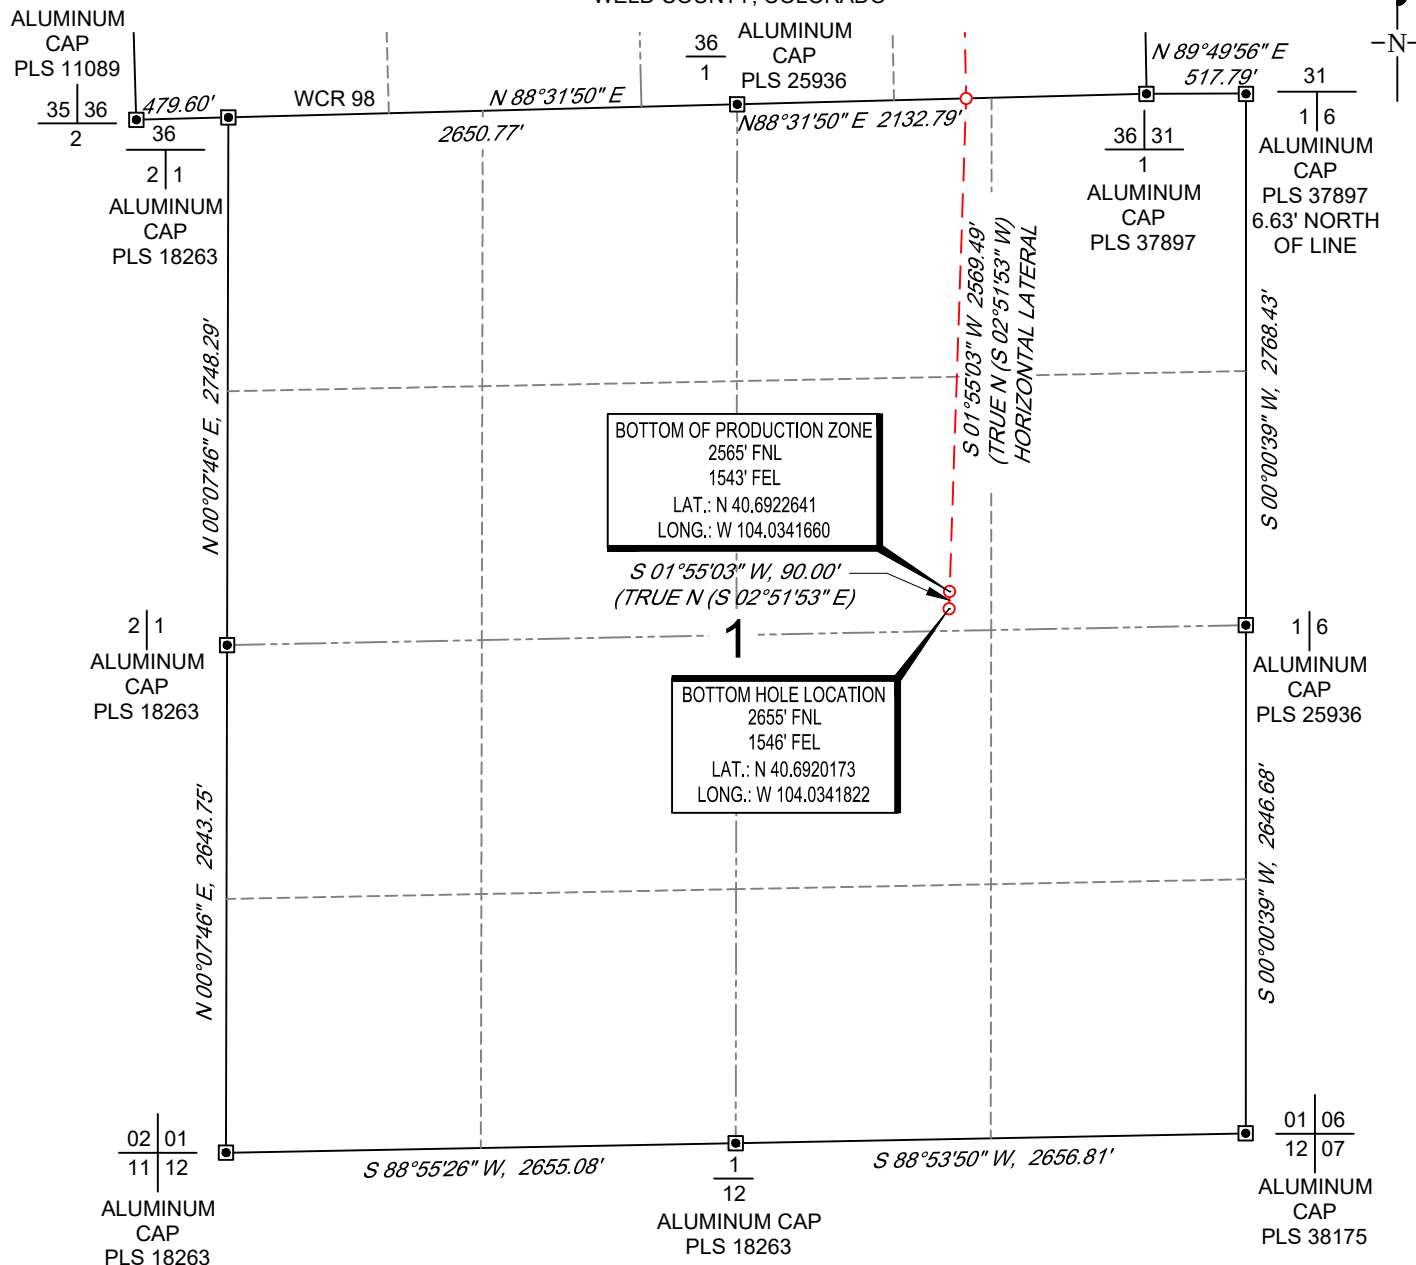 WELD COUNTY, COLORADO
ALUMINUM
CAP
PLS 11089
35 36
2
479.60'
36
2 1
ALUMINUM
CAP
PLS 18263
WCR 98
N 88°31'50" E
2650.77'
36
1
ALUMINUM
CAP
PLS 25936
N88°31'50" E 2132.79'
N 89°49'56" E
517.79'
-N-
31
1 6
ALUMINUM
CAP
PLS 37897
6.63' NORTH
OF LINE
36 31
1
ALUMINUM
CAP
PLS 37897
N 00°07'46" E, 2748.29'
S 01°55'03" W 2569.49'
(TRUE N (S 02°51'53" W)
HORIZONTAL LATERAL
S 00°00'39" W, 2768.43'
BOTTOM OF PRODUCTION ZONE
2565' FNL
1543' FEL
LAT.: N 40.6922641
LONG.: W 104.0341660
S 01°55'03" W, 90.00'
(TRUE N (S 02°51'53" E)
1
2 1
ALUMINUM
CAP
PLS 18263
1 6
ALUMINUM
CAP
PLS 25936
BOTTOM HOLE LOCATION
2655' FNL
1546' FEL
LAT.: N 40.6920173
LONG.: W 104.0341822
N 00°07'46" E, 2643.75'
S 00°00'39" W, 2646.68'
02 01
11 12
ALUMINUM
CAP
PLS 18263
S 88°55'26" W, 2655.08'
1
12
ALUMINUM CAP
PLS 18263
S 88°53'50" W, 2656.81'
01 06
12 07
ALUMINUM
CAP
PLS 38175